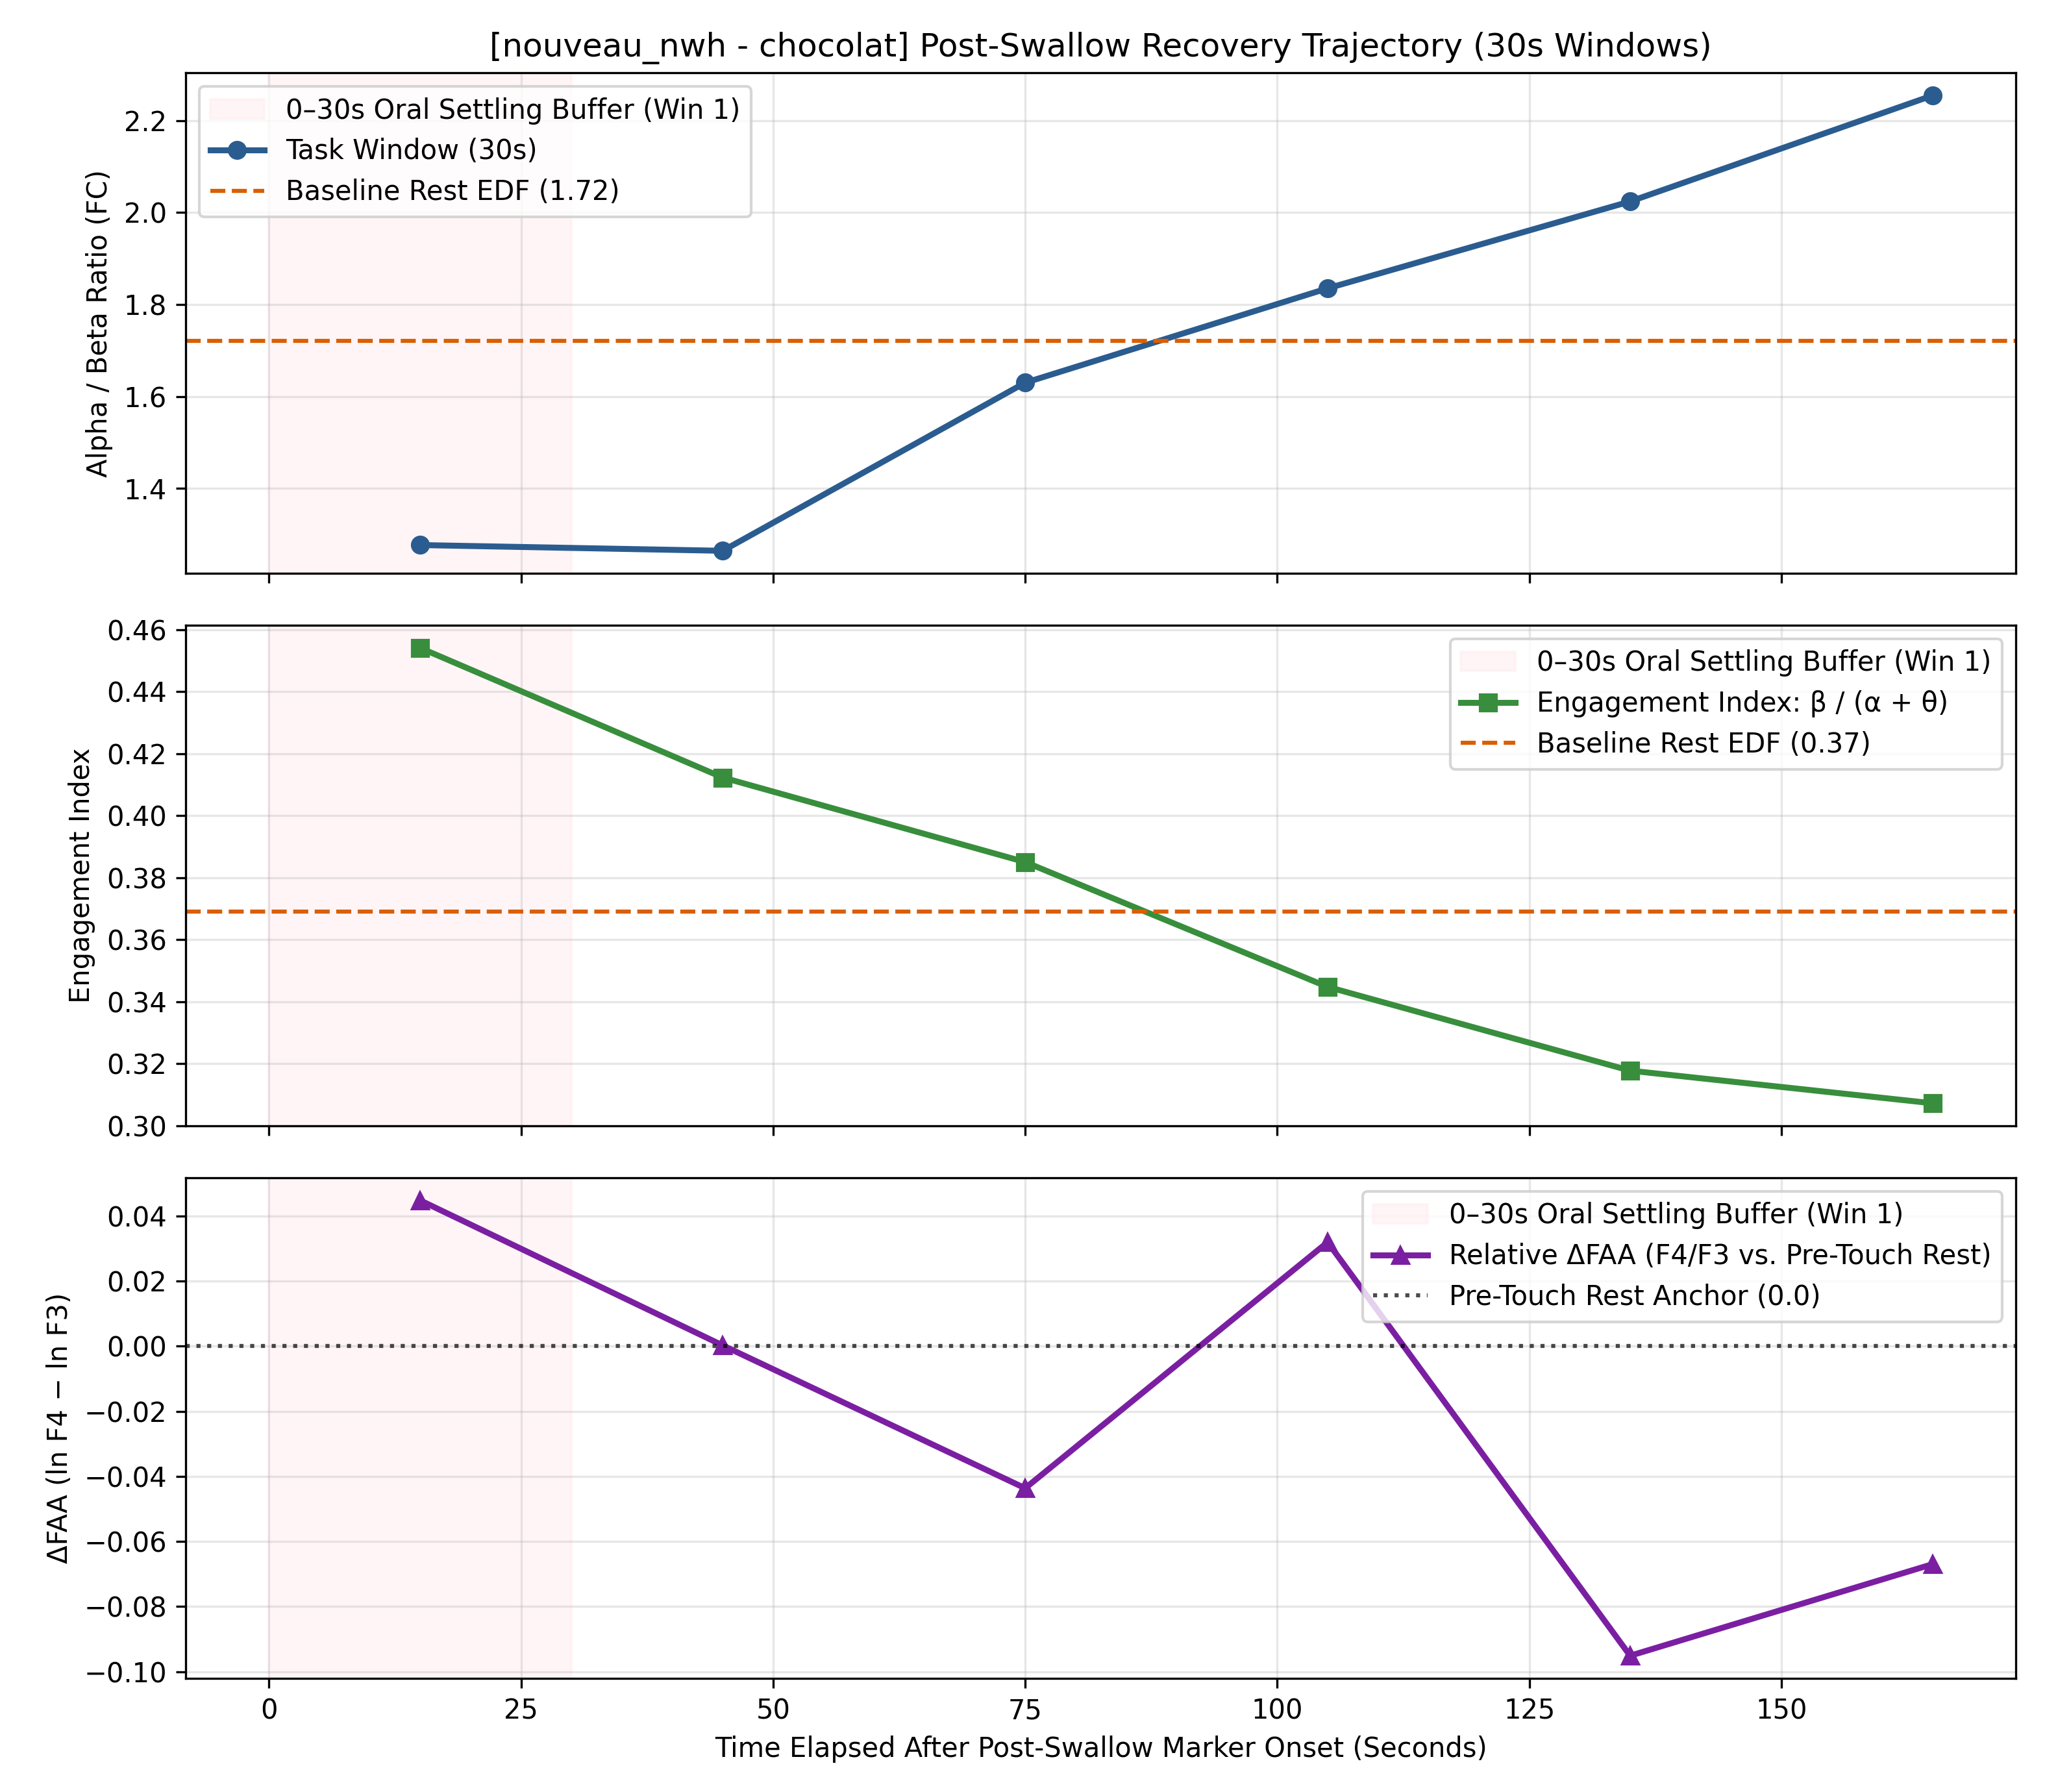 [nouveau_nwh - chocolat] Post-Swallow Recovery Trajectory (30s Windows)
Alpha / Beta Ratio (FC)
2.2
2.0
1.8
1.6
1.4
0–30s Oral Settling Buffer (Win 1)
Task Window (30s)
Baseline Rest EDF (1.72)
Engagement Index
0.46
0.44
0.42
0.40
0.38
0.36
0.34
0.32
0.30
0–30s Oral Settling Buffer (Win 1)
Engagement Index: β / (α + θ)
Baseline Rest EDF (0.37)
ΔFAA (ln F4 − ln F3)
0.04
0.02
0.00
−0.02
−0.04
−0.06
−0.08
−0.10
0–30s Oral Settling Buffer (Win 1)
Relative ΔFAA (F4/F3 vs. Pre-Touch Rest)
Pre-Touch Rest Anchor (0.0)
0 25 50 75 100 125 150
Time Elapsed After Post-Swallow Marker Onset (Seconds)